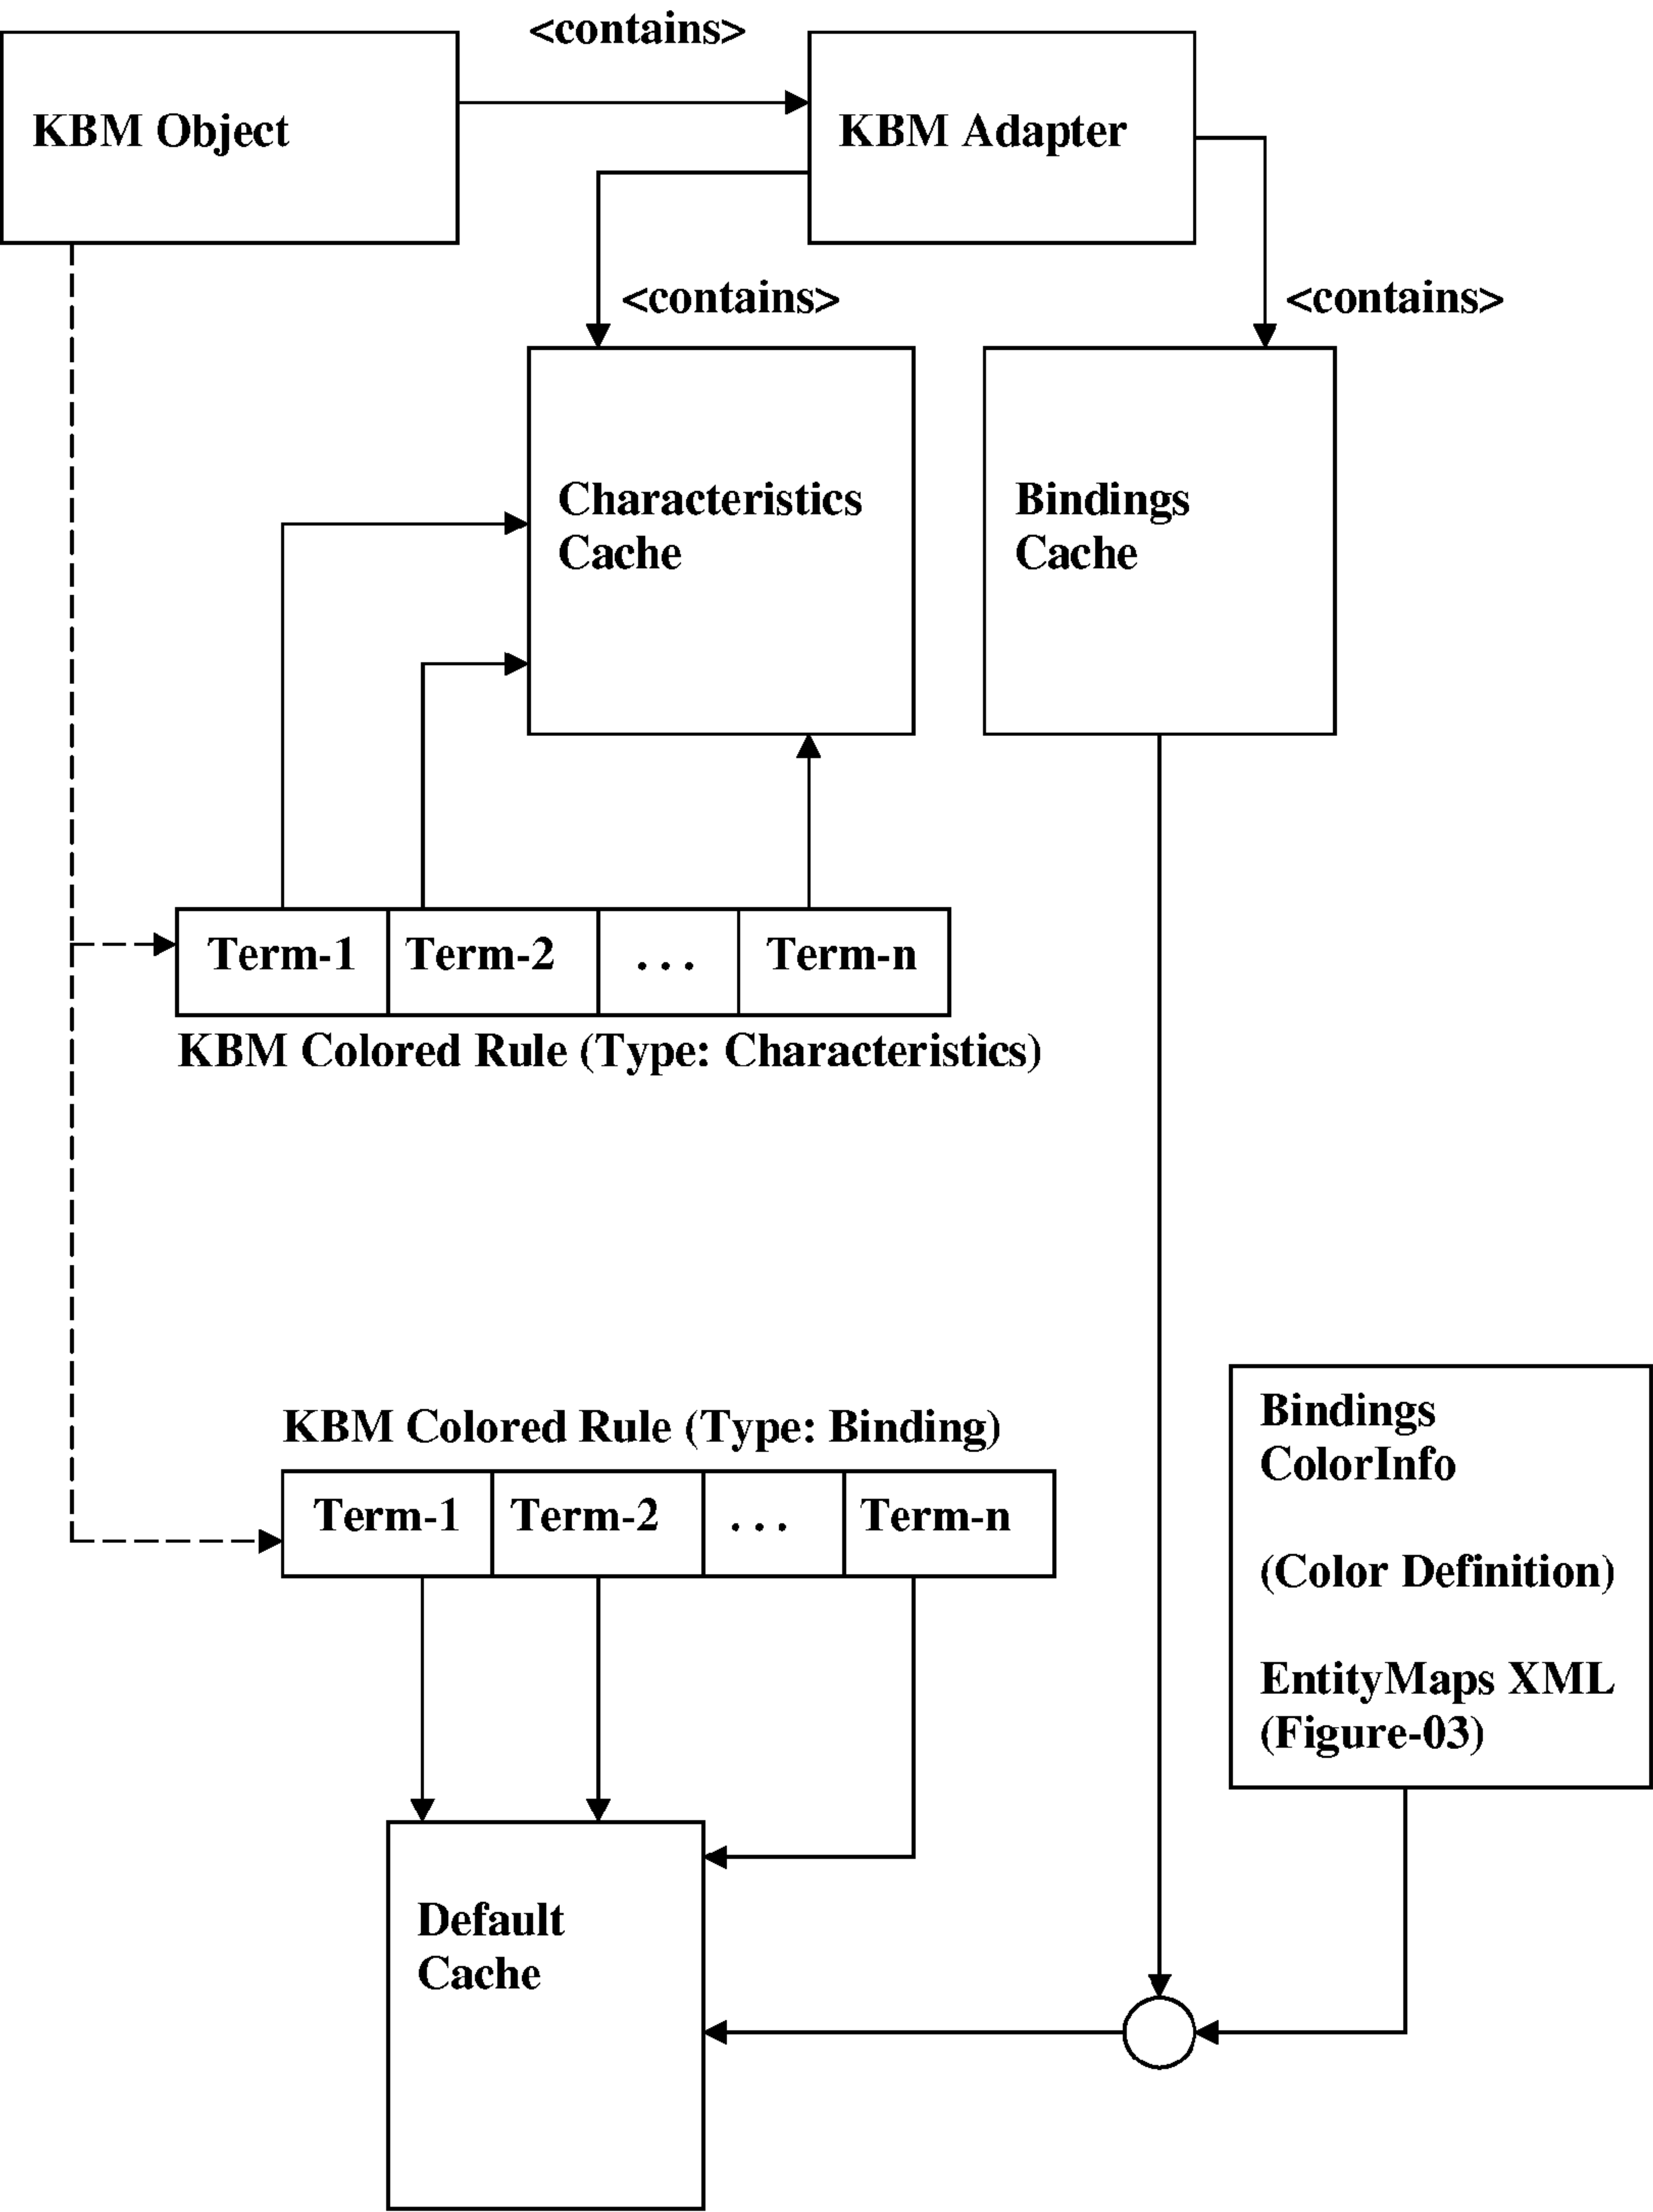 <contains>
KBM Object
KBM Adapter
<contains>
<contains>
Characteristics
Cache
Bindings
Cache
Term-1
Term-2
. . .
Term-n
KBM Colored Rule (Type: Characteristics)
KBM Colored Rule (Type: Binding)
Term-1
Term-2
. . .
Term-n
Bindings
ColorInfo
(Color Definition)
EntityMaps XML
(Figure-03)
Default
Cache